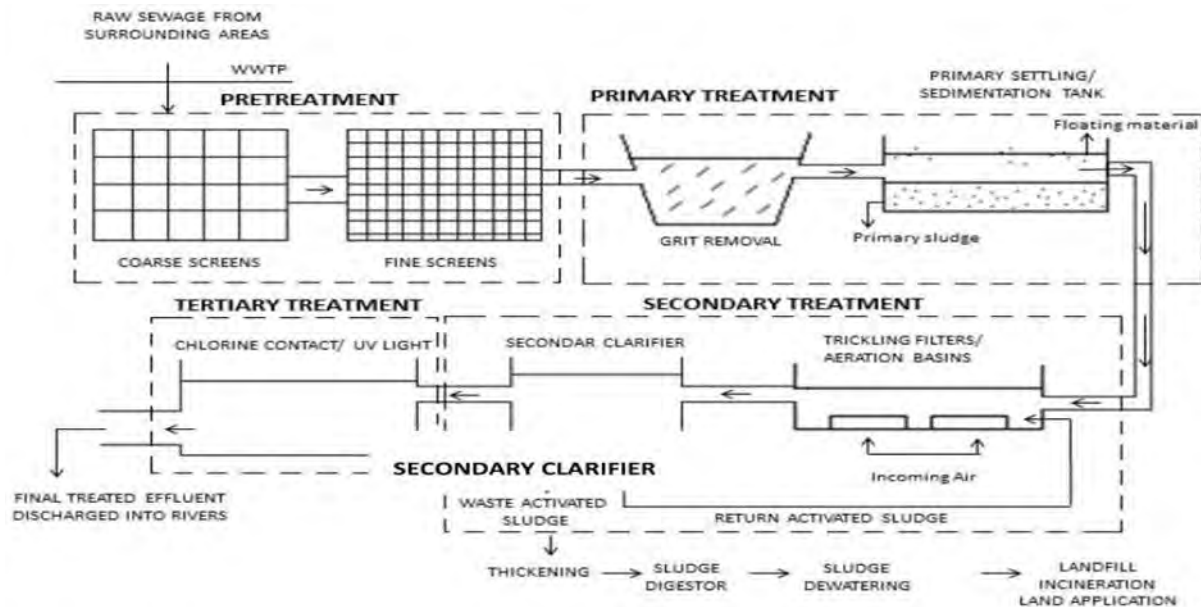 RAW SEWAGE FROM
SURROUNDING AREAS
WWTP
PRETREATMENT
COARSE SCREENS
FINE SCREENS
PRIMARY TREATMENT
PRIMARY SETTLING/
SEDIMENTATION TANK
Floating material
GRIT REMOVAL
Primary sludge
TERTIARY TREATMENT
CHLORINE CONTACT/ UV LIGHT
SECONDARY TREATMENT
SECONDAR CLARIFIER
TRICKLING FILTERS/
AERATION BASINS
Incoming Air
SECONDARY CLARIFIER
FINAL TREATED EFFLUENT
DISCHARGED INTO RIVERS
WASTE ACTIVATED
SLUDGE
RETURN ACTIVATED SLUDGE
THICKENING
SLUDGE
DIGESTOR
SLUDGE
DEWATERING
LANDFILL
INCINERATION
LAND APPLICATION